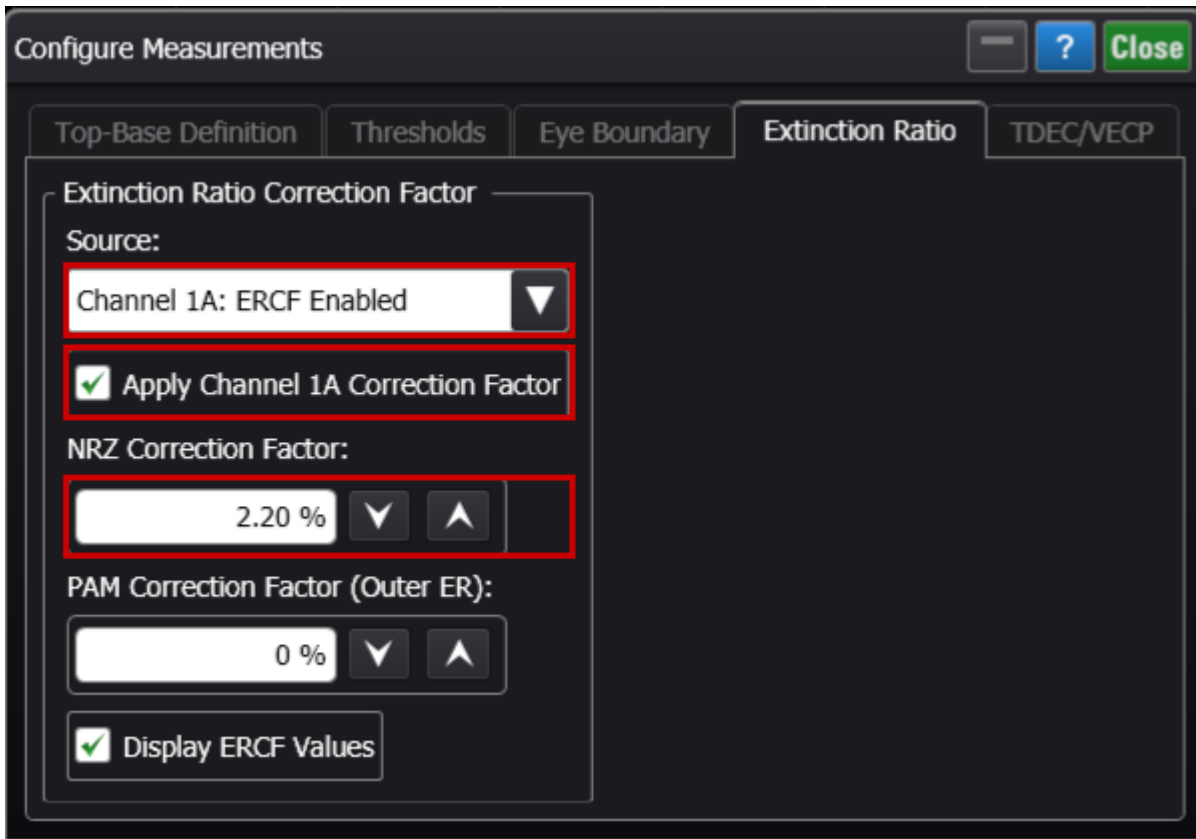 Configure Measurements
? Close
Top-Base Definition Thresholds Eye Boundary Extinction Ratio TDEC/VECP
Extinction Ratio Correction Factor
Source:
Channel 1A: ERCF Enabled
Apply Channel 1A Correction Factor
NRZ Correction Factor:
2.20 %
PAM Correction Factor (Outer ER):
0 %
Display ERCF Values